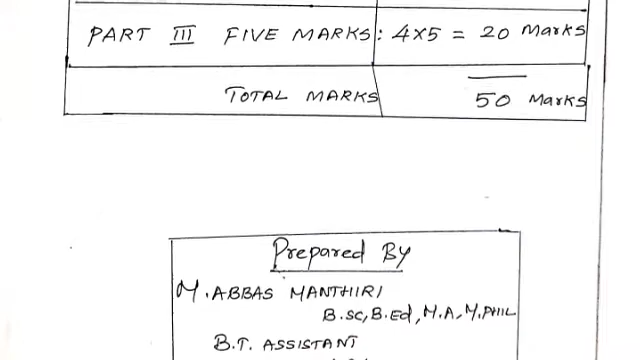 PART III FIVE MARKS : 4x5 = 20 Marks
TOTAL MARKS 50 Marks
Prepared By
M. ABBAS MANTHIRI
B.SC, B.Ed, M.A, M.PHIL
B.T. ASSISTANT